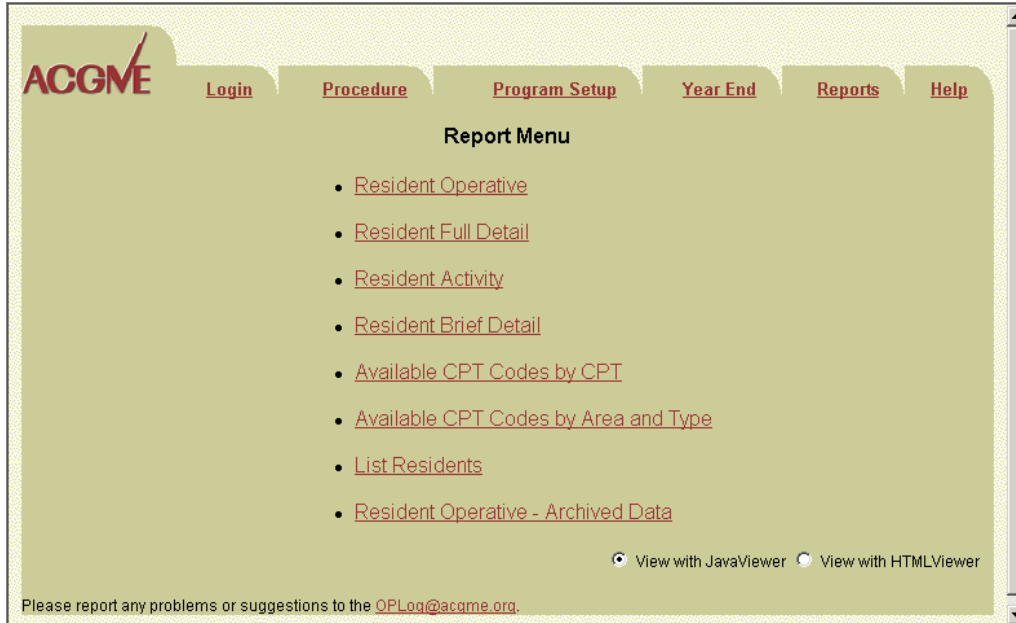 ACGME
Login Procedure Program Setup Year End Reports Help
Report Menu
Resident Operative
Resident Full Detail
Resident Activity
Resident Brief Detail
Available CPT Codes by CPT
Available CPT Codes by Area and Type
List Residents
Resident Operative - Archived Data
View with JavaViewer View with HTMLViewer
Please report any problems or suggestions to the OPLog@acgme.org.